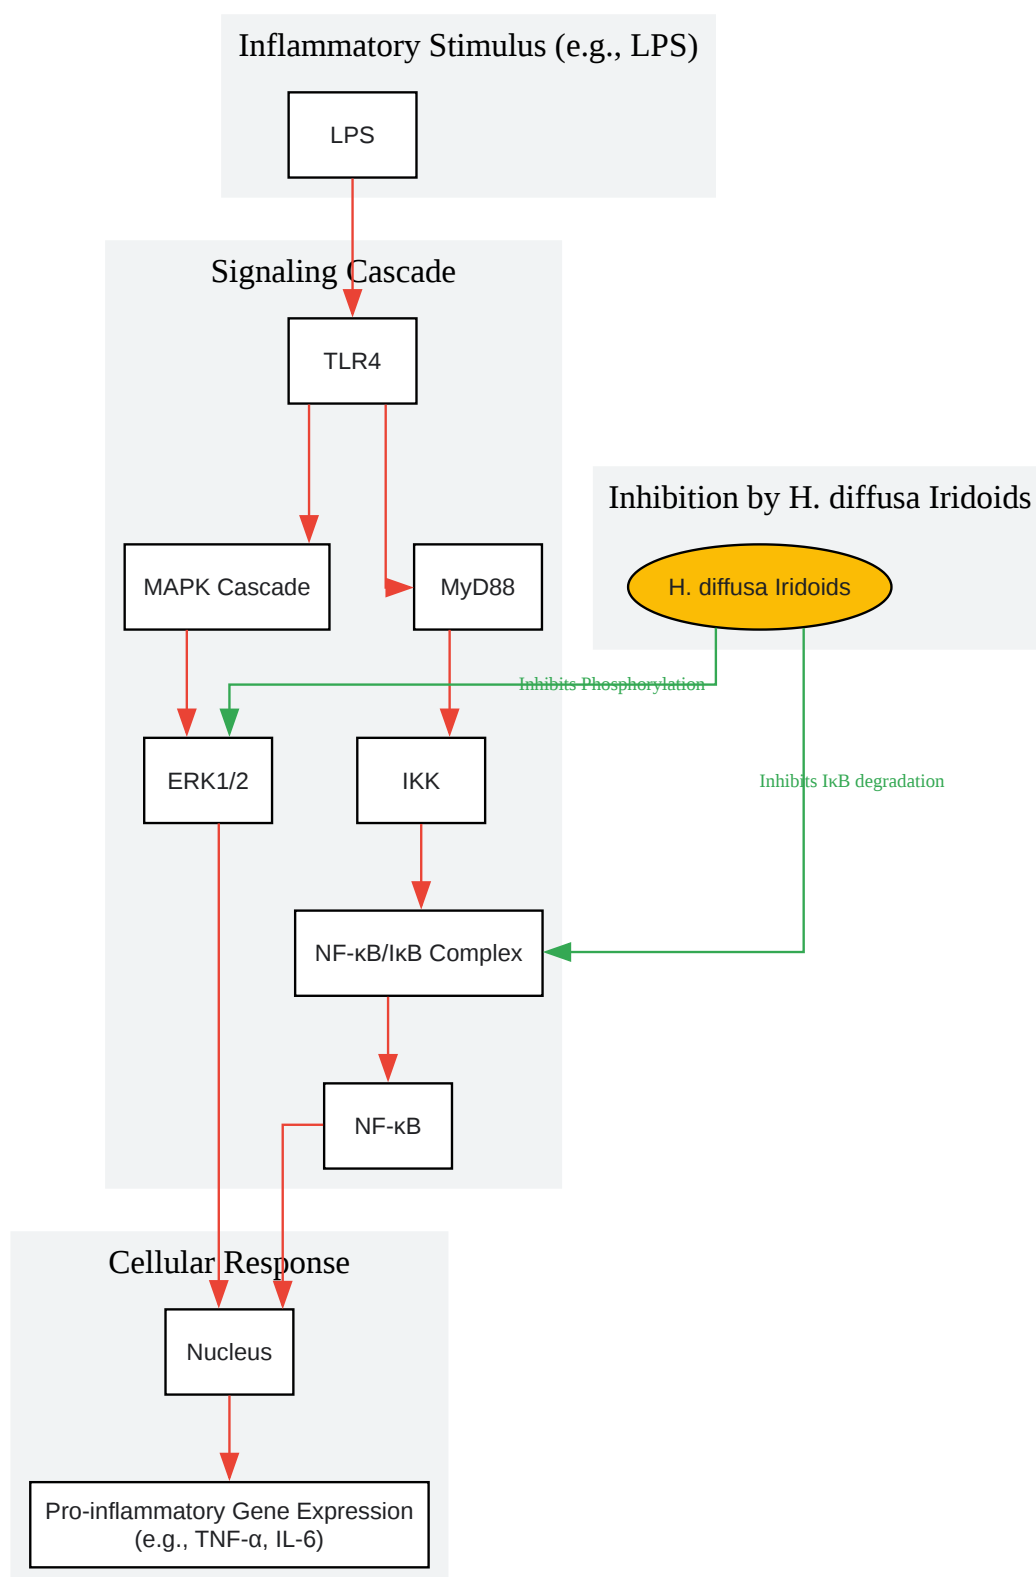 Inflammatory Stimulus (e.g., LPS)
LPS
Signaling Cascade
TLR4
Inhibition by H. diffusa Iridoids
MAPK Cascade
MyD88
H. diffusa Iridoids
Inhibits Phosphorylation
ERK1/2
IKK
Inhibits IκB degradation
NF-κB/IκB Complex
NF-κB
Cellular Response
Nucleus
Pro-inflammatory Gene Expression
(e.g., TNF-α, IL-6)